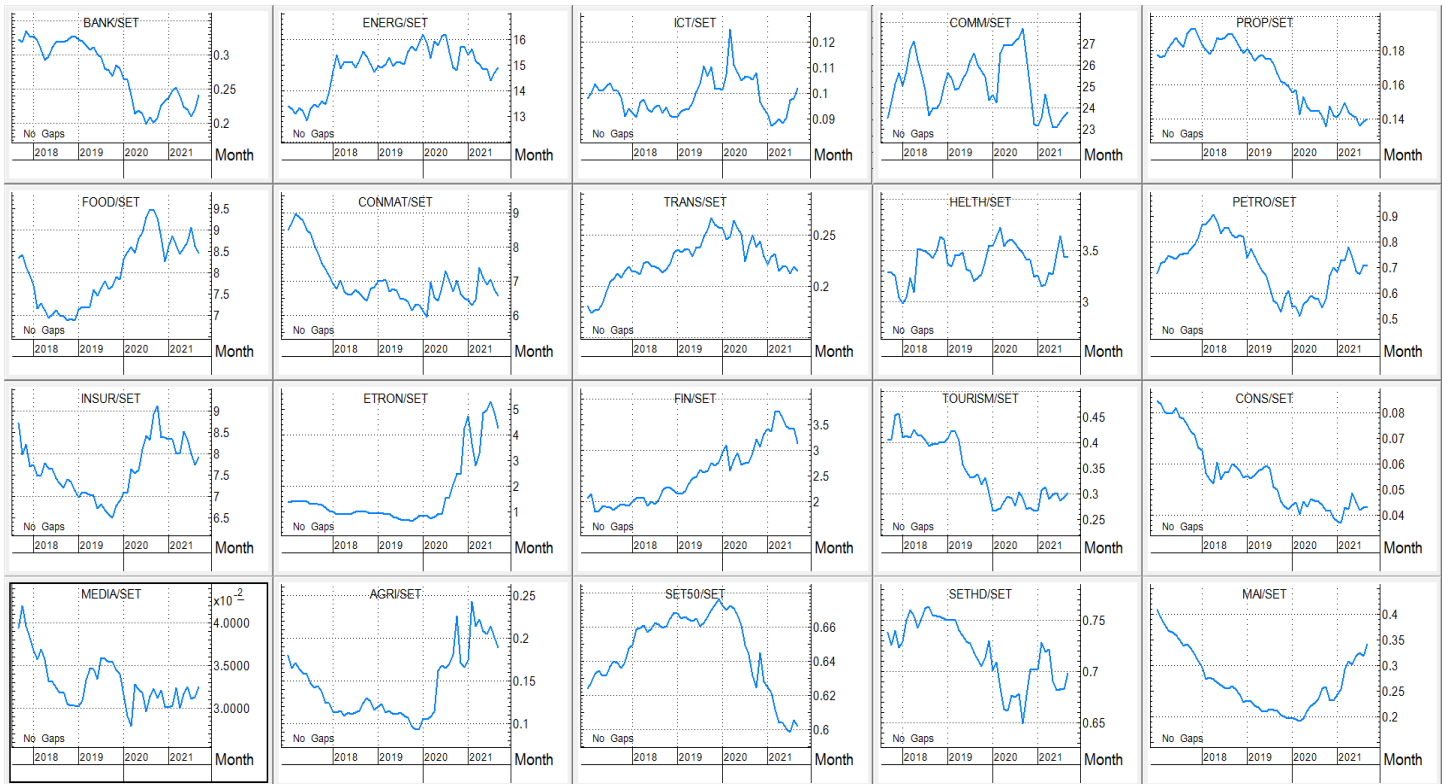 BANK/SET
0.3
0.25
0.2
No Gaps
2018 2019 2020 2021 Month
ENERG/SET
16
15
14
13
No Gaps
2018 2019 2020 2021 Month
ICT/SET
0.12
0.11
0.1
0.09
No Gaps
2018 2019 2020 2021 Month
COMM/SET
27
26
25
24
23
No Gaps
2018 2019 2020 2021 Month
PROP/SET
0.18
0.16
0.14
No Gaps
2018 2019 2020 2021 Month
FOOD/SET
9.5
9
8.5
8
7.5
7
No Gaps
2018 2019 2020 2021 Month
CONMAT/SET
9
8
7
6
No Gaps
2018 2019 2020 2021 Month
TRANS/SET
0.25
0.2
No Gaps
2018 2019 2020 2021 Month
HELTH/SET
3.5
3
No Gaps
2018 2019 2020 2021 Month
PETRO/SET
0.9
0.8
0.7
0.6
0.5
No Gaps
2018 2019 2020 2021 Month
INSUR/SET
9
8.5
8
7.5
7
6.5
No Gaps
2018 2019 2020 2021 Month
ETRON/SET
5
4
3
2
1
No Gaps
2018 2019 2020 2021 Month
FIN/SET
3.5
3
2.5
2
No Gaps
2018 2019 2020 2021 Month
TOURISM/SET
0.45
0.4
0.35
0.3
0.25
No Gaps
2018 2019 2020 2021 Month
CONS/SET
0.08
0.07
0.06
0.05
0.04
No Gaps
2018 2019 2020 2021 Month
MEDIA/SET
x10⁻²
4.0000
3.5000
3.0000
No Gaps
2018 2019 2020 2021 Month
AGRI/SET
0.25
0.2
0.15
0.1
No Gaps
2018 2019 2020 2021 Month
SET50/SET
0.66
0.64
0.62
0.6
No Gaps
2018 2019 2020 2021 Month
SETHD/SET
0.75
0.7
0.65
No Gaps
2018 2019 2020 2021 Month
MAI/SET
0.4
0.35
0.3
0.25
0.2
No Gaps
2018 2019 2020 2021 Month